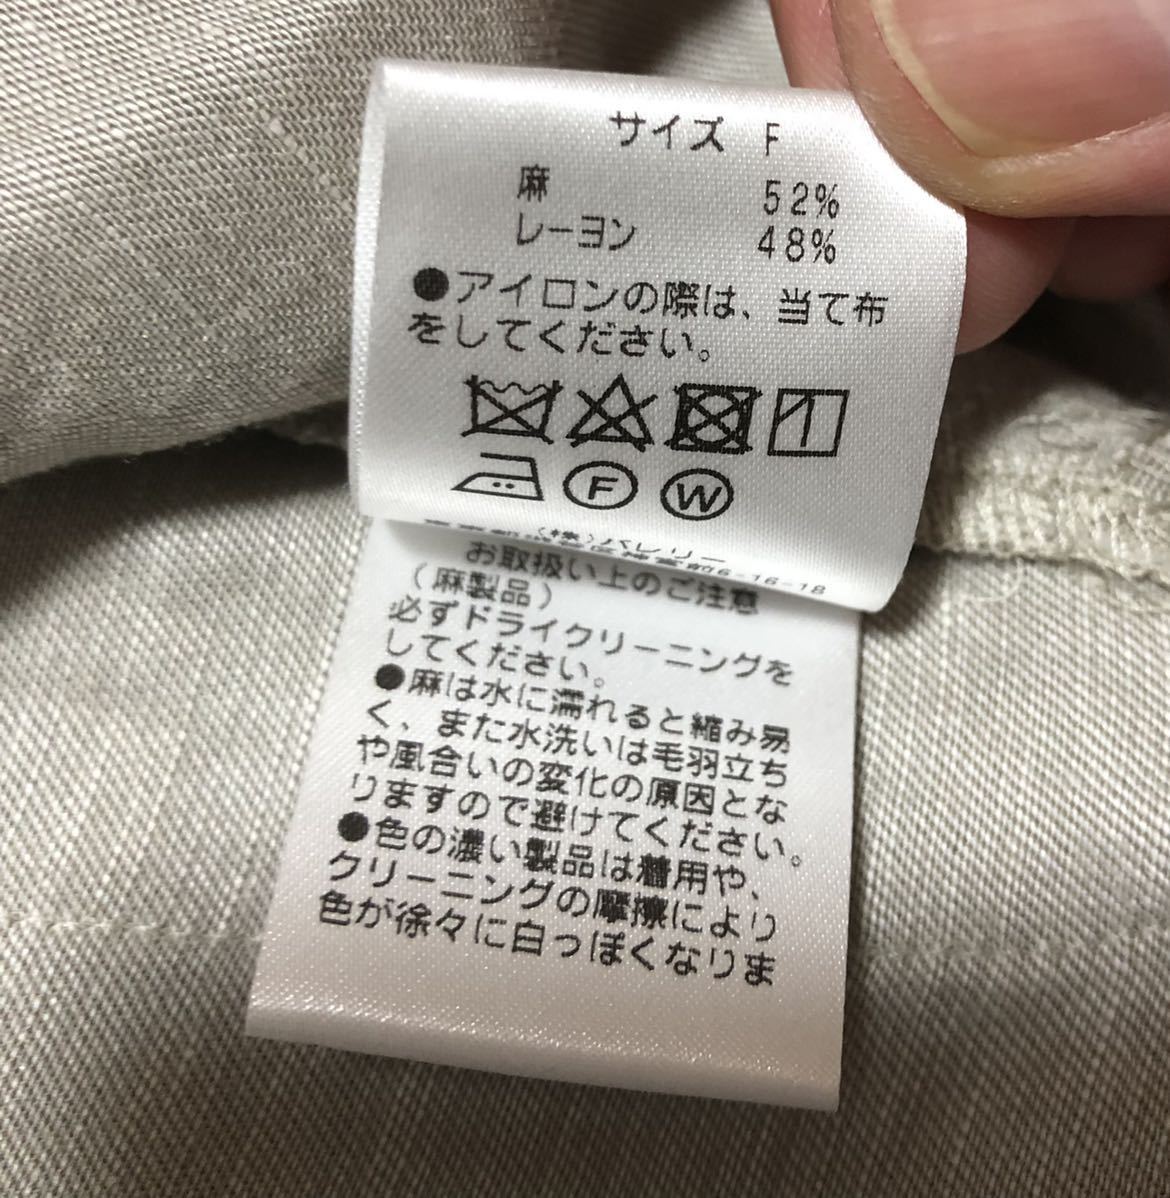 サイズ F
麻 52%
レーヨン 48%
●アイロンの際は、当て布
をしてください。
F W
(株)バレリー
6-16-18
お取扱い上のご注意
(麻製品)
必ずドライクリーニングを
してください。
●麻は水に濡れると縮み易
く、また水洗いは毛羽立ち
や風合いの変化の原因とな
りますので避けてください。
●色の濃い製品は着用や、
クリーニングの摩擦により
色が徐々に白っぽくなりま